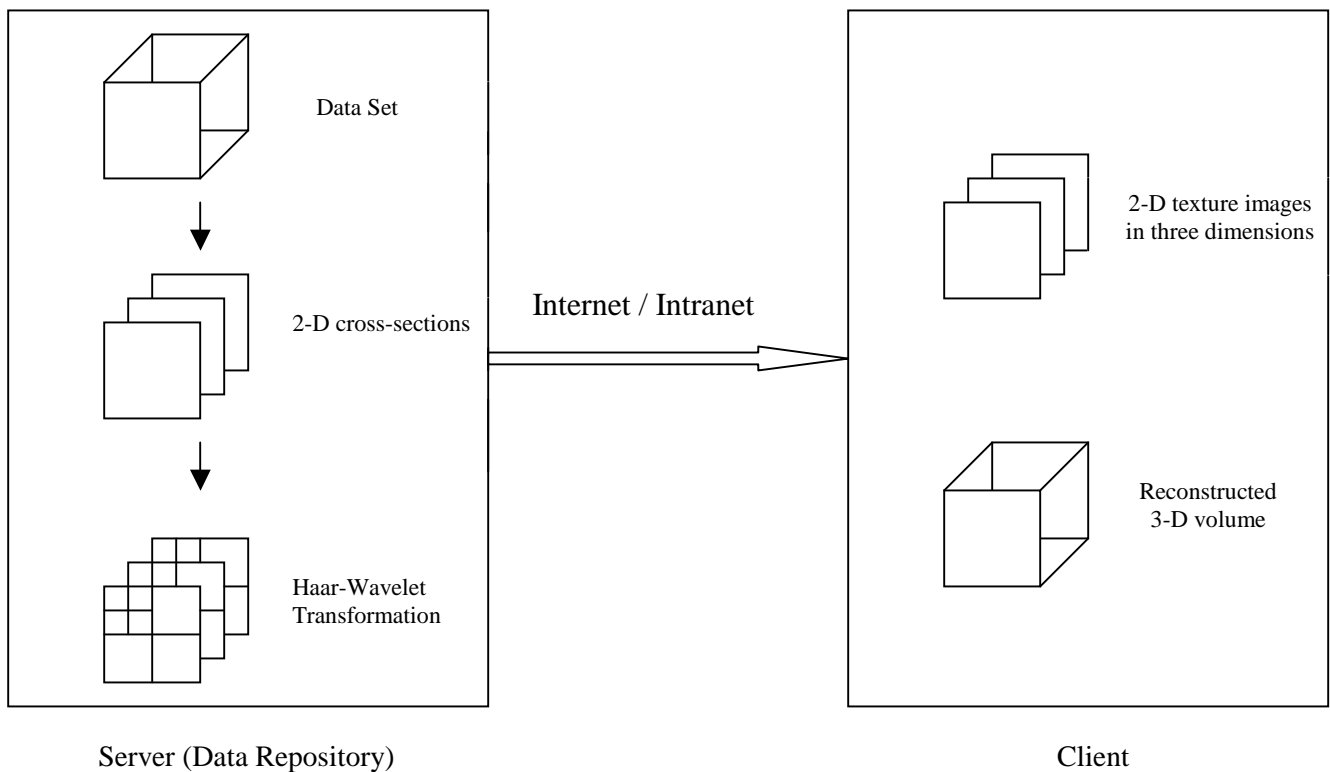 Data Set
2-D cross-sections
Haar-Wavelet
Transformation
Server (Data Repository)
Internet / Intranet
2-D texture images
in three dimensions
Reconstructed
3-D volume
Client